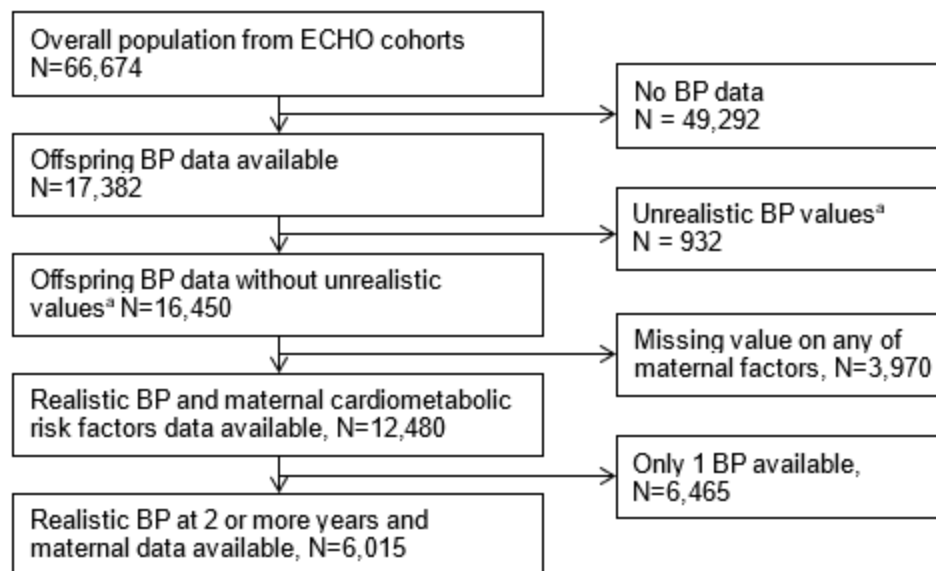 Overall population from ECHO cohorts
N=66,674
No BP data
N = 49,292
Offspring BP data available
N=17,382
Unrealistic BP valuesᵃ
N = 932
Offspring BP data without unrealistic
valuesᵃ N=16,450
Missing value on any of
maternal factors, N=3,970
Realistic BP and maternal cardiometabolic
risk factors data available, N=12,480
Only 1 BP available,
N=6,465
Realistic BP at 2 or more years and
maternal data available, N=6,015